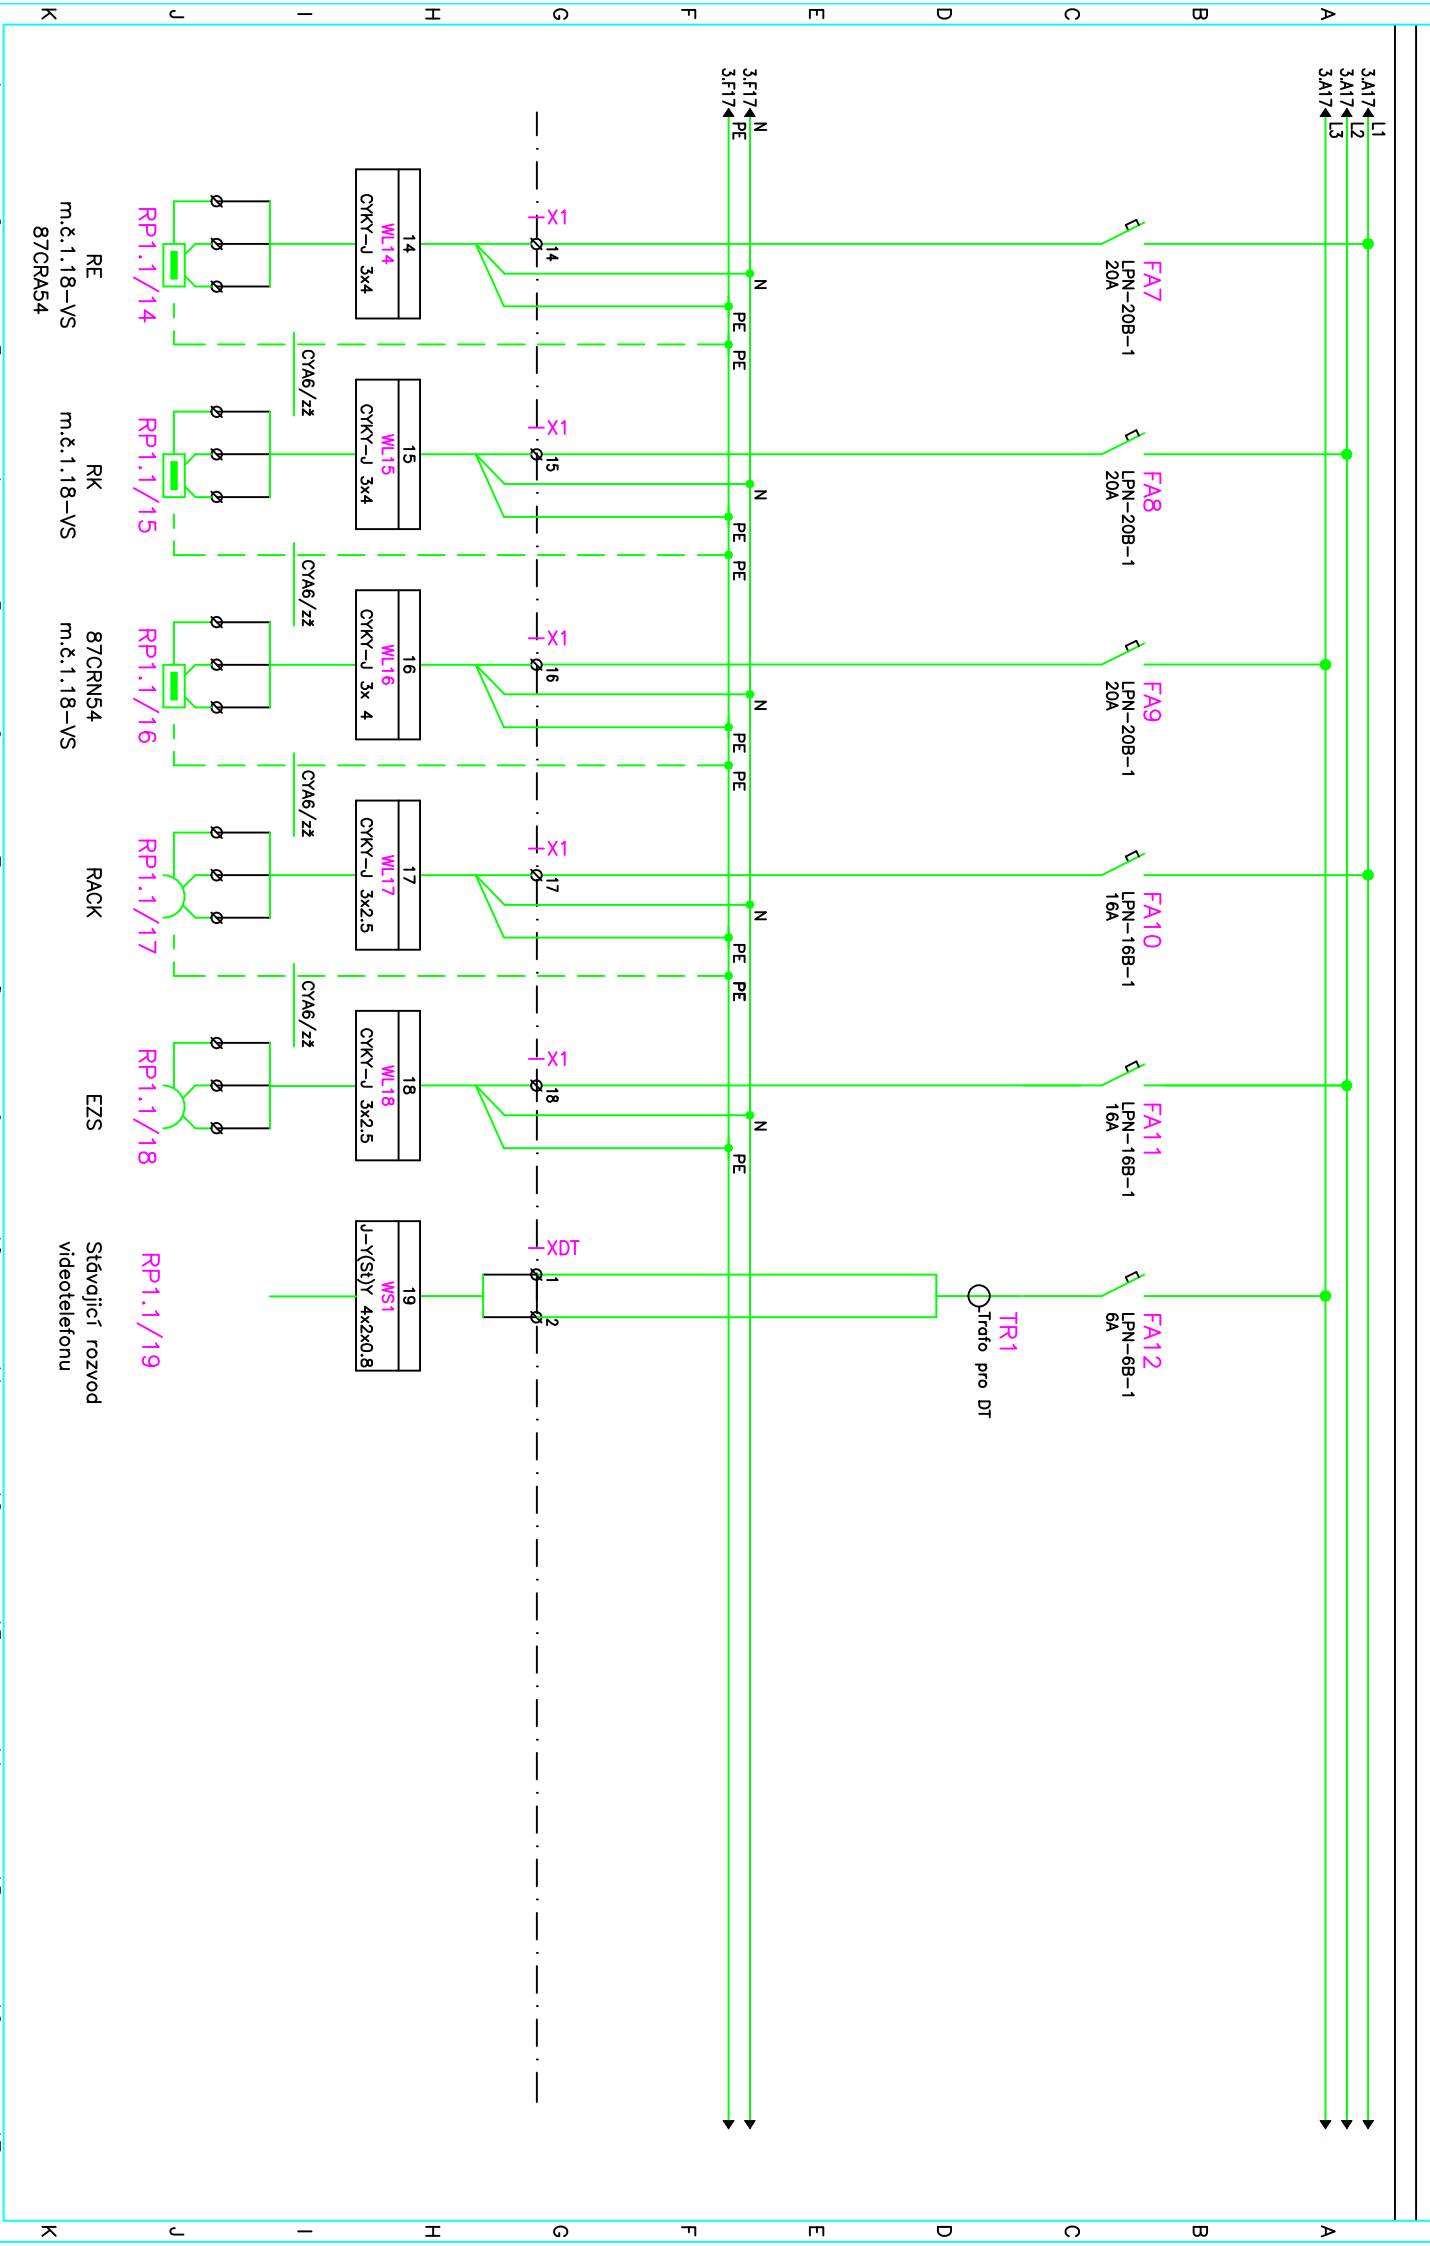 A
B
C
D
E
F
G
H
I
J
K
3.A17
L1
3.A17
L2
3.A17
L3
FA7
LPN-20B-1
20A
FA8
LPN-20B-1
20A
FA9
LPN-20B-1
20A
FA10
LPN-16B-1
16A
FA11
LPN-16B-1
16A
FA12
LPN-6B-1
6A
TR1
Trafo pro DT
3.F17
N
3.F17
PE
N
PE
PE
N
PE
PE
N
PE
PE
N
PE
PE
N
PE
X1
14
X1
15
X1
16
X1
17
X1
18
XDT
1
2
14
WL14
CYKY-J 3x4
15
WL15
CYKY-J 3x4
16
WL16
CYKY-J 3x 4
17
WL17
CYKY-J 3x2.5
18
WL18
CYKY-J 3x2.5
19
WS1
J-Y(St)Y 4x2x0.8
CYA6/zž
CYA6/zž
CYA6/zž
CYA6/zž
RP1.1/14
RP1.1/15
RP1.1/16
RP1.1/17
RP1.1/18
RP1.1/19
RE
m.č.1.18-VS
87CRA54
RK
m.č.1.18-VS
87CRN54
m.č.1.18-VS
RACK
EZS
Stávající rozvod
videotelefonu
A
B
C
D
E
F
G
H
I
J
K